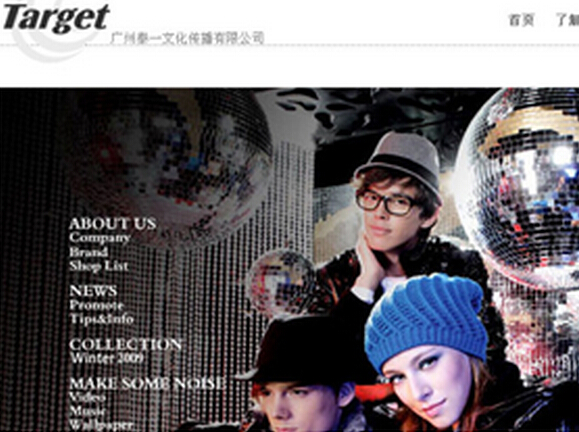 Target
广州泰一文化传播有限公司
首页 了解
ABOUT US
Company
Brand
Shop List
NEWS
Promote
Tips&Info
COLLECTION
Winter 2009
MAKE SOME NOISE
Video
Music
Wallpaper